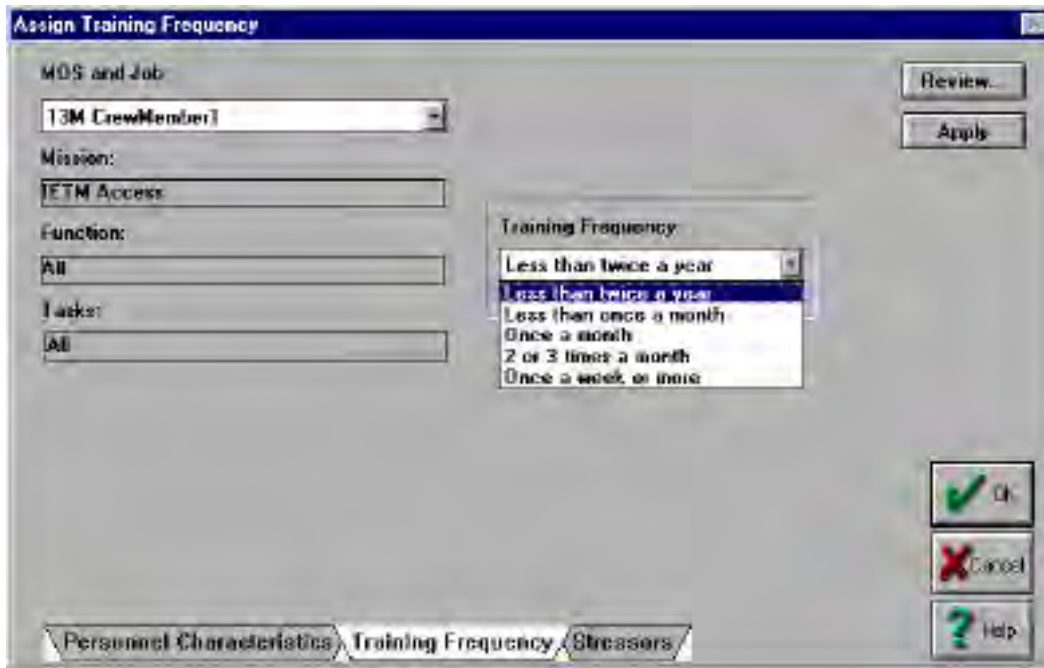 Assign Training Frequency
MOS and Job:
13M CrewMember1
Mission:
IETM Access
Function:
All
Tasks:
All
Training Frequency
Less than twice a year
Less than twice a year
Less than once a month
Once a month
2 or 3 times a month
Once a week or more
Review...
Apply
OK
Cancel
Help
Personnel Characteristics
Training Frequency
Stressors